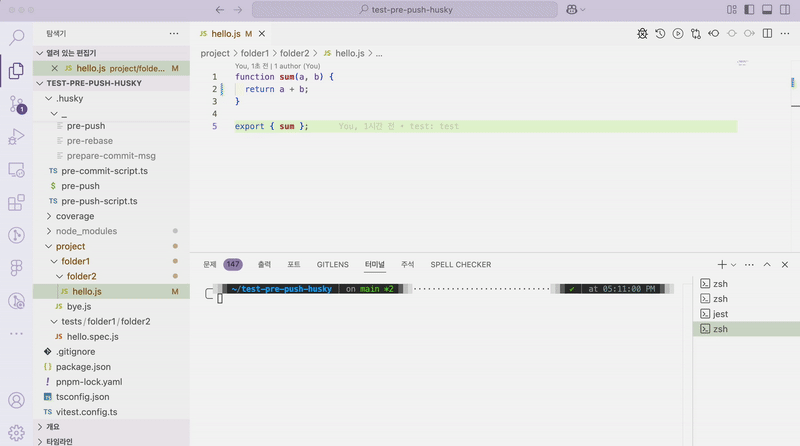 test-pre-push-husky
탐색기
열려 있는 편집기
hello.js project/folde... M
TEST-PRE-PUSH-HUSKY
.husky
_
pre-push
pre-rebase
prepare-commit-msg
TS pre-commit-script.ts
$ pre-push
TS pre-push-script.ts
coverage
node_modules
project
folder1
folder2
JS hello.js M
JS bye.js
tests/folder1/folder2
JS hello.spec.js
.gitignore
{} package.json
! pnpm-lock.yaml
tsconfig.json
TS vitest.config.ts
개요
타임라인
1
JS hello.js M
project > folder1 > folder2 > JS hello.js > ...
You, 1초 전 | 1 author (You)
1 function sum(a, b) {
2 return a + b;
3 }
4
5 export { sum }; You, 1시간 전 • test: test
문제 147 출력 포트 GITLENS 터미널 주석 SPELL CHECKER
~/test-pre-push-husky on main *2 ✔ at 05:11:00 PM
zsh
zsh
jest
zsh